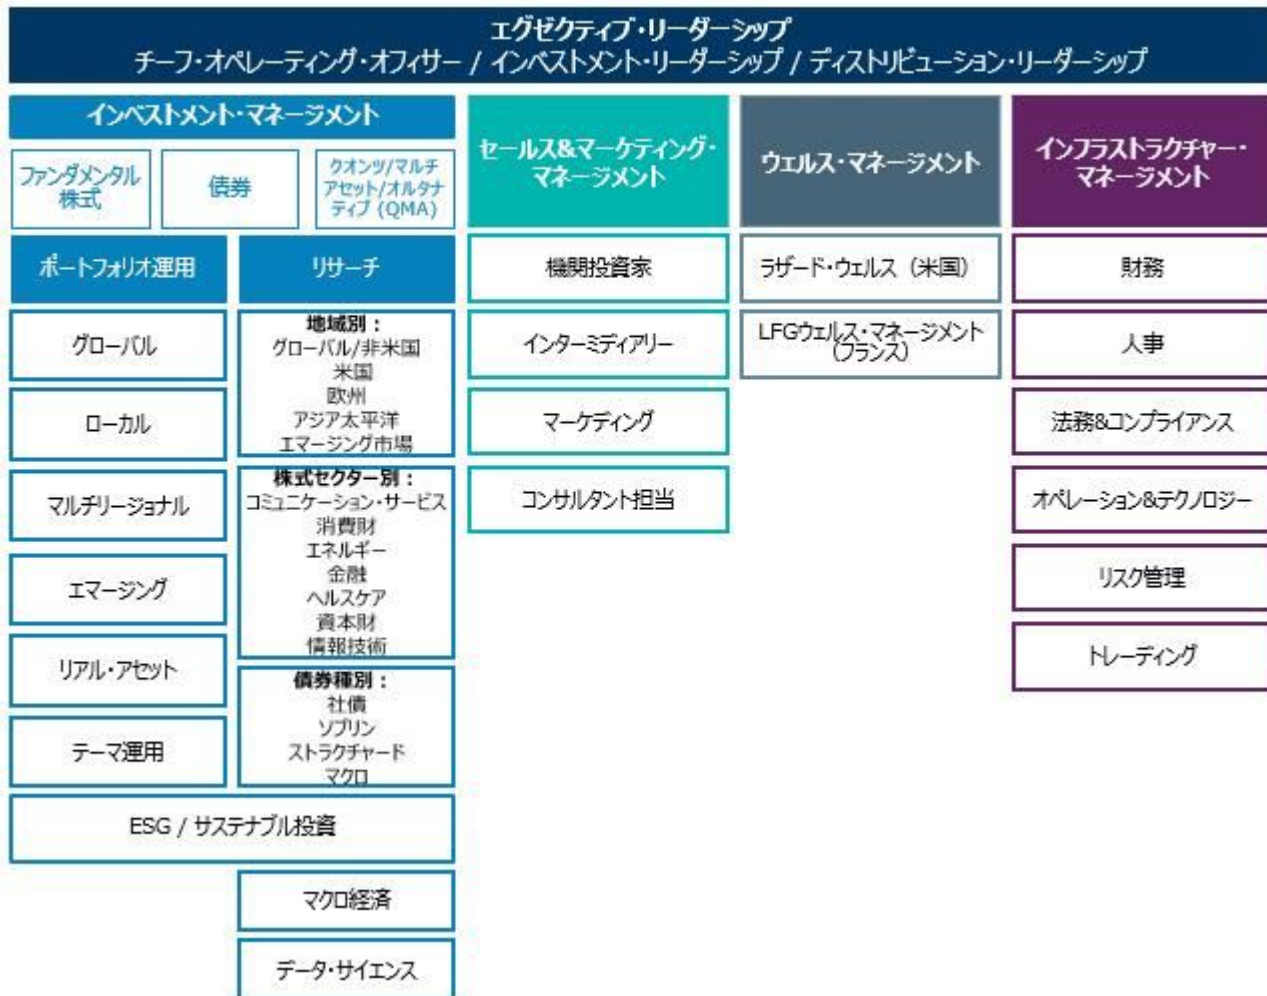 エグゼクティブ・リーダーシップ
チーフ・オペレーティング・オフィサー / インベストメント・リーダーシップ / ディストリビューション・リーダーシップ
インベストメント・マネージメント
ファンダメンタル
株式
債券
クオンツ/マルチ
アセット/オルタナ
ティブ (QMA)
ポートフォリオ運用
グローバル
ローカル
マルチリージョナル
エマージング
リアル・アセット
テーマ運用
リサーチ
地域別：
グローバル/非米国
米国
欧州
アジア太平洋
エマージング市場
株式セクター別：
コミュニケーション・サービス
消費財
エネルギー
金融
ヘルスケア
資本財
情報技術
債券種別：
社債
ソブリン
ストラクチャード
マクロ
ESG / サステナブル投資
マクロ経済
データ・サイエンス
セールス&マーケティング・
マネージメント
機関投資家
インターミディアリー
マーケティング
コンサルタント担当
ウェルス・マネージメント
ラザード・ウェルス（米国）
LFGウェルス・マネージメント
（フランス）
インフラストラクチャー・
マネージメント
財務
人事
法務&コンプライアンス
オペレーション&テクノロジー
リスク管理
トレーディング